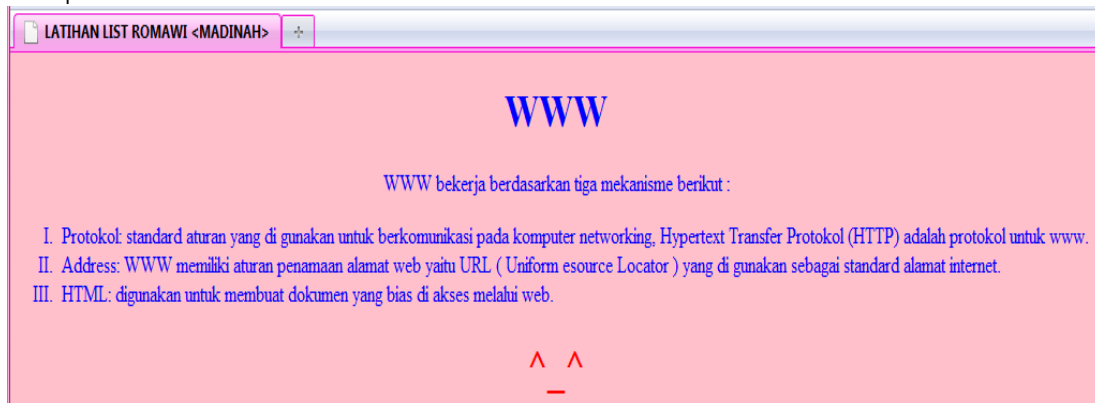 LATIHAN LIST ROMAWI <MADINAH>
WWW
WWW bekerja berdasarkan tiga mekanisme berikut :
I. Protokol: standard aturan yang di gunakan untuk berkomunikasi pada komputer networking, Hypertext Transfer Protokol (HTTP) adalah protokol untuk www.
II. Address: WWW memiliki aturan penamaan alamat web yaitu URL ( Uniform esource Locator ) yang di gunakan sebagai standard alamat internet.
III. HTML: digunakan untuk membuat dokumen yang bias di akses melalui web.
^_^